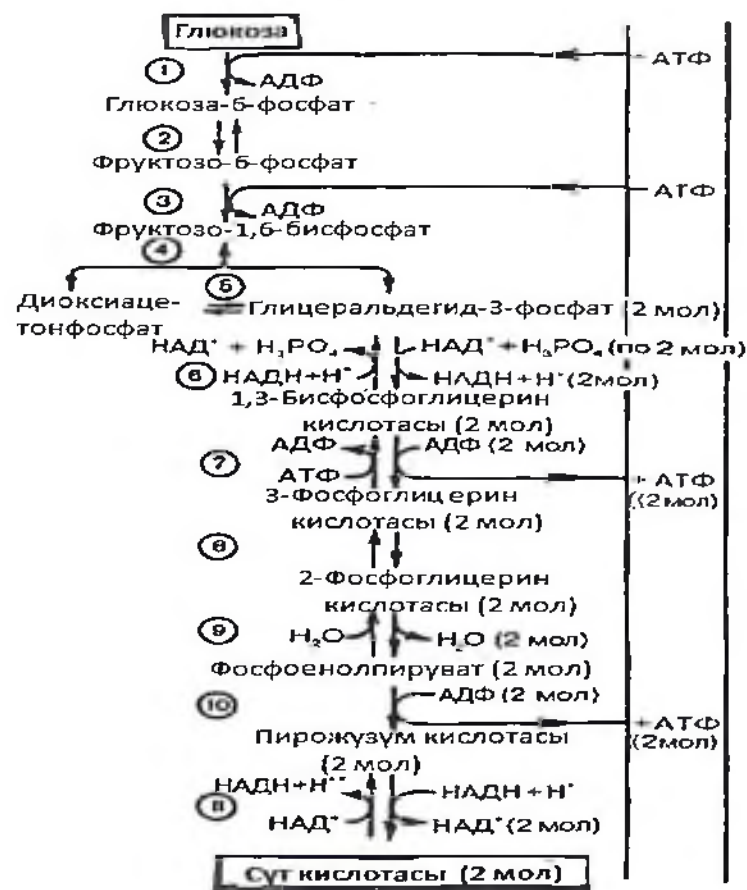 Глюкоза
① АДФ - АТФ
Глюкоза-6-фосфат
②
Фруктозо-6-фосфат
③ АДФ - АТФ
Фруктозо-1,6-бисфосфат
④
⑤
Диоксиаце-
тонфосфат
Глицеральдегид-3-фосфат (2 мол)
НАД⁺ + H₃PO₄ НАД⁺ + H₃PO₄ (по 2 мол)
⑥ НАДН+Н⁺ НАДН+Н⁺ (2мол)
1,3-Бисфосфоглицерин
кислотасы (2 мол)
АДФ АДФ (2 мол)
⑦ АТФ + АТФ
((2мол)
3-Фосфоглицерин
кислотасы (2 мол)
⑧
2-Фосфоглицерин
кислотасы (2 мол)
⑨ H₂O H₂O (2 мол)
Фосфоенолпируват (2 мол)
⑩ АДФ (2 мол)
+ АТФ
((2мол)
Пирожүзүм кислотасы
(2 мол)
НАДН+Н⁺ НАДН + Н⁺
НАД⁺ НАД⁺ (2 мол)
Сүт кислотасы (2 мол)